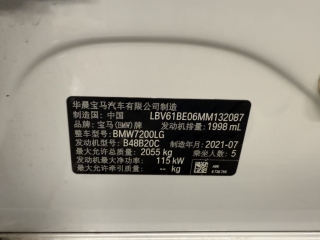 华晨宝马汽车有限公司制造
制造国：中国 LBV61BE06MM132087
品牌：宝马(BMW)牌 发动机排量：1998 mL
整车型号：BMW7200LG
发动机型号：B48B20C 制造年月：2021-07
最大允许总质量：2055 kg 乘坐人数：5
发动机最大净功率：115 kW
最大允许牵引质量：-- kg